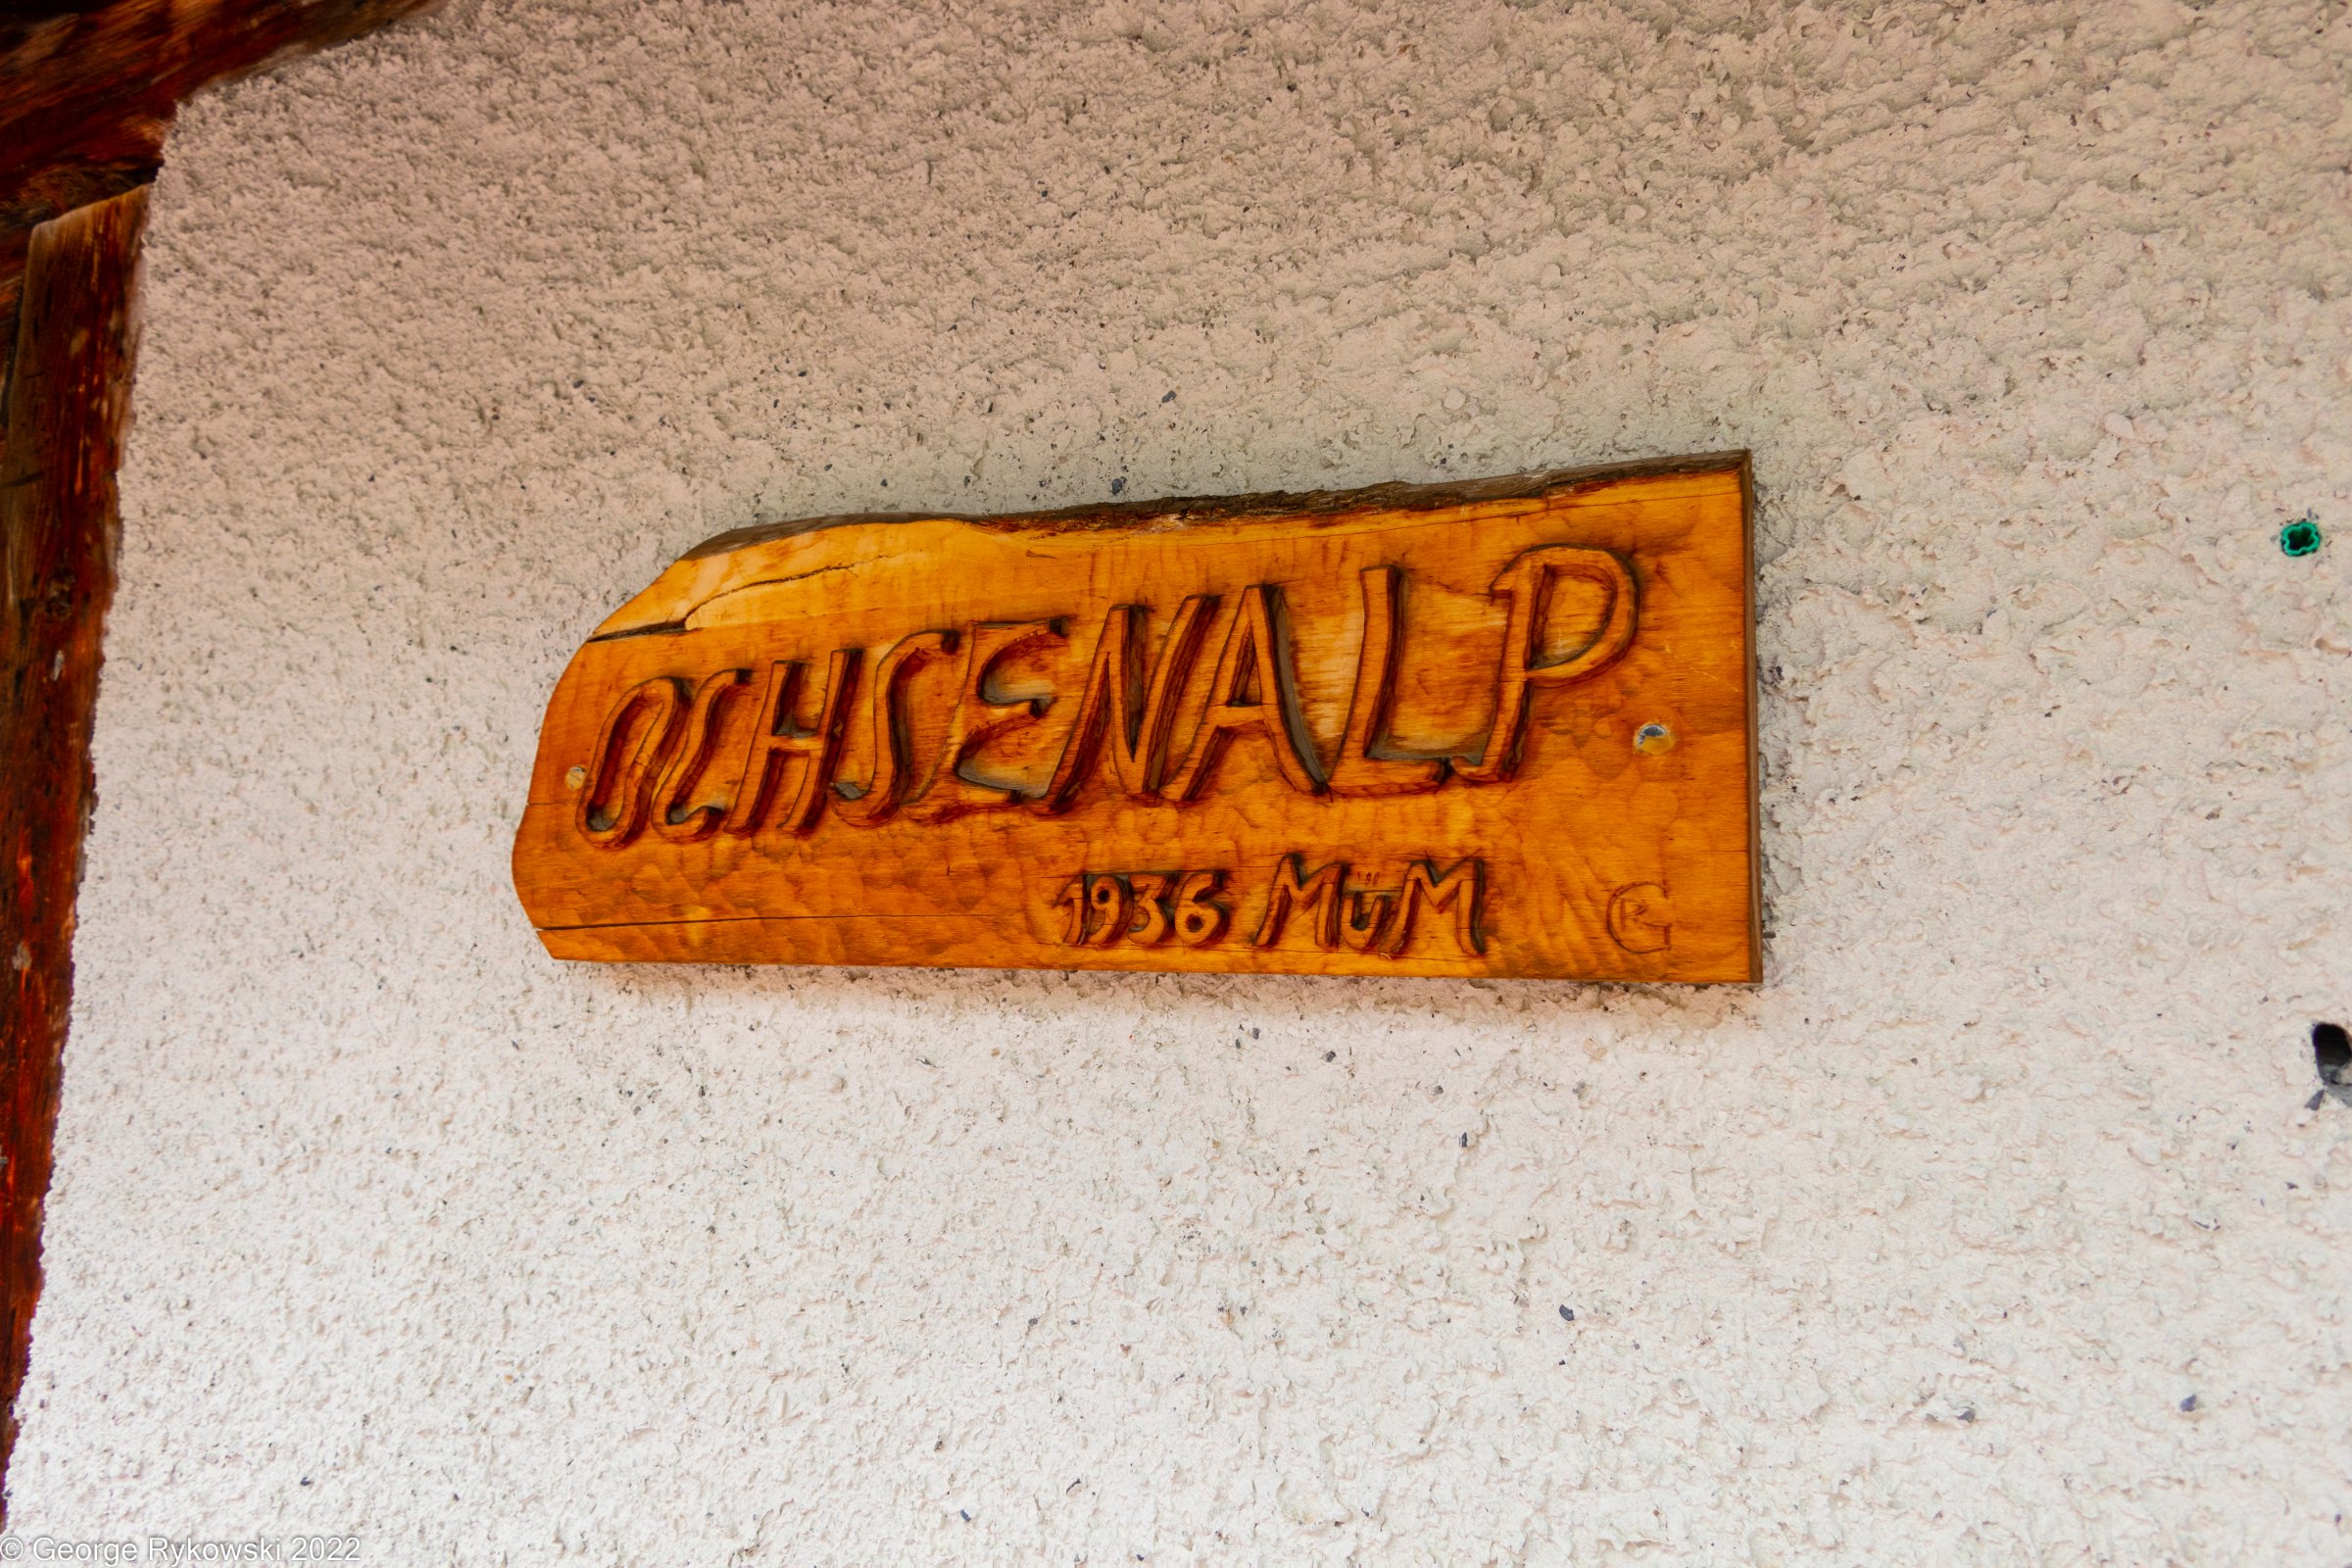 OCHSENALP
1936 MüM
© George Rykowski 2022